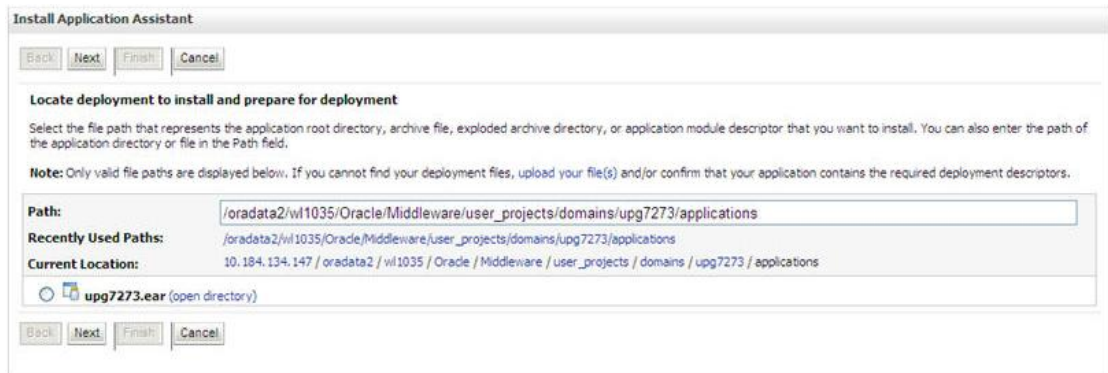 Install Application Assistant
Back Next Finish Cancel
Locate deployment to install and prepare for deployment
Select the file path that represents the application root directory, archive file, exploded archive directory, or application module descriptor that you want to install. You can also enter the path of
the application directory or file in the Path field.
Note: Only valid file paths are displayed below. If you cannot find your deployment files, upload your file(s) and/or confirm that your application contains the required deployment descriptors.
Path: /oradata2/wl1035/Oracle/Middleware/user_projects/domains/upg7273/applications
Recently Used Paths: /oradata2/wl1035/Oracle/Middleware/user_projects/domains/upg7273/applications
Current Location: 10.184.134.147 / oradata2 / wl1035 / Oracle / Middleware / user_projects / domains / upg7273 / applications
upg7273.ear (open directory)
Back Next Finish Cancel